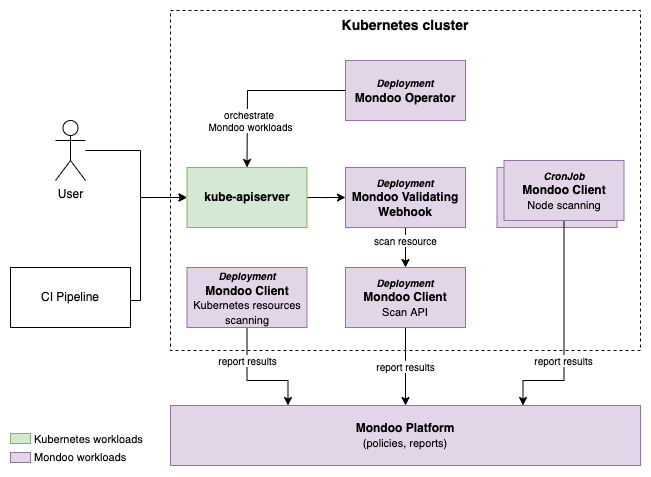 Kubernetes cluster
Deployment
Mondoo Operator
orchestrate
Mondoo workloads
User
kube-apiserver
Deployment
Mondoo Validating
Webhook
CronJob
Mondoo Client
Node scanning
scan resource
CI Pipeline
Deployment
Mondoo Client
Kubernetes resources
scanning
Deployment
Mondoo Client
Scan API
report results
report results
report results
Mondoo Platform
(policies, reports)
Kubernetes workloads
Mondoo workloads